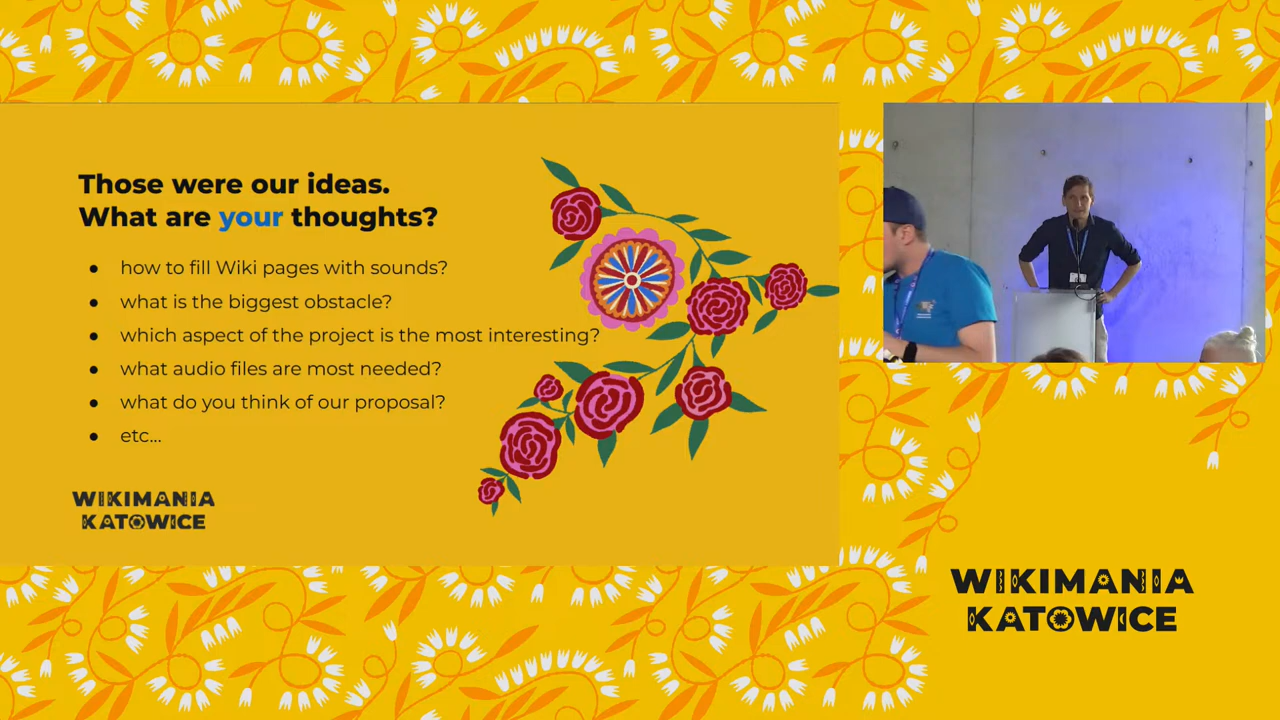 Those were our ideas.
What are your thoughts?
● how to fill Wiki pages with sounds?
● what is the biggest obstacle?
● which aspect of the project is the most interesting?
● what audio files are most needed?
● what do you think of our proposal?
● etc...
WIKIMANIA
KATOWICE
WIKIMANIA
KATOWICE